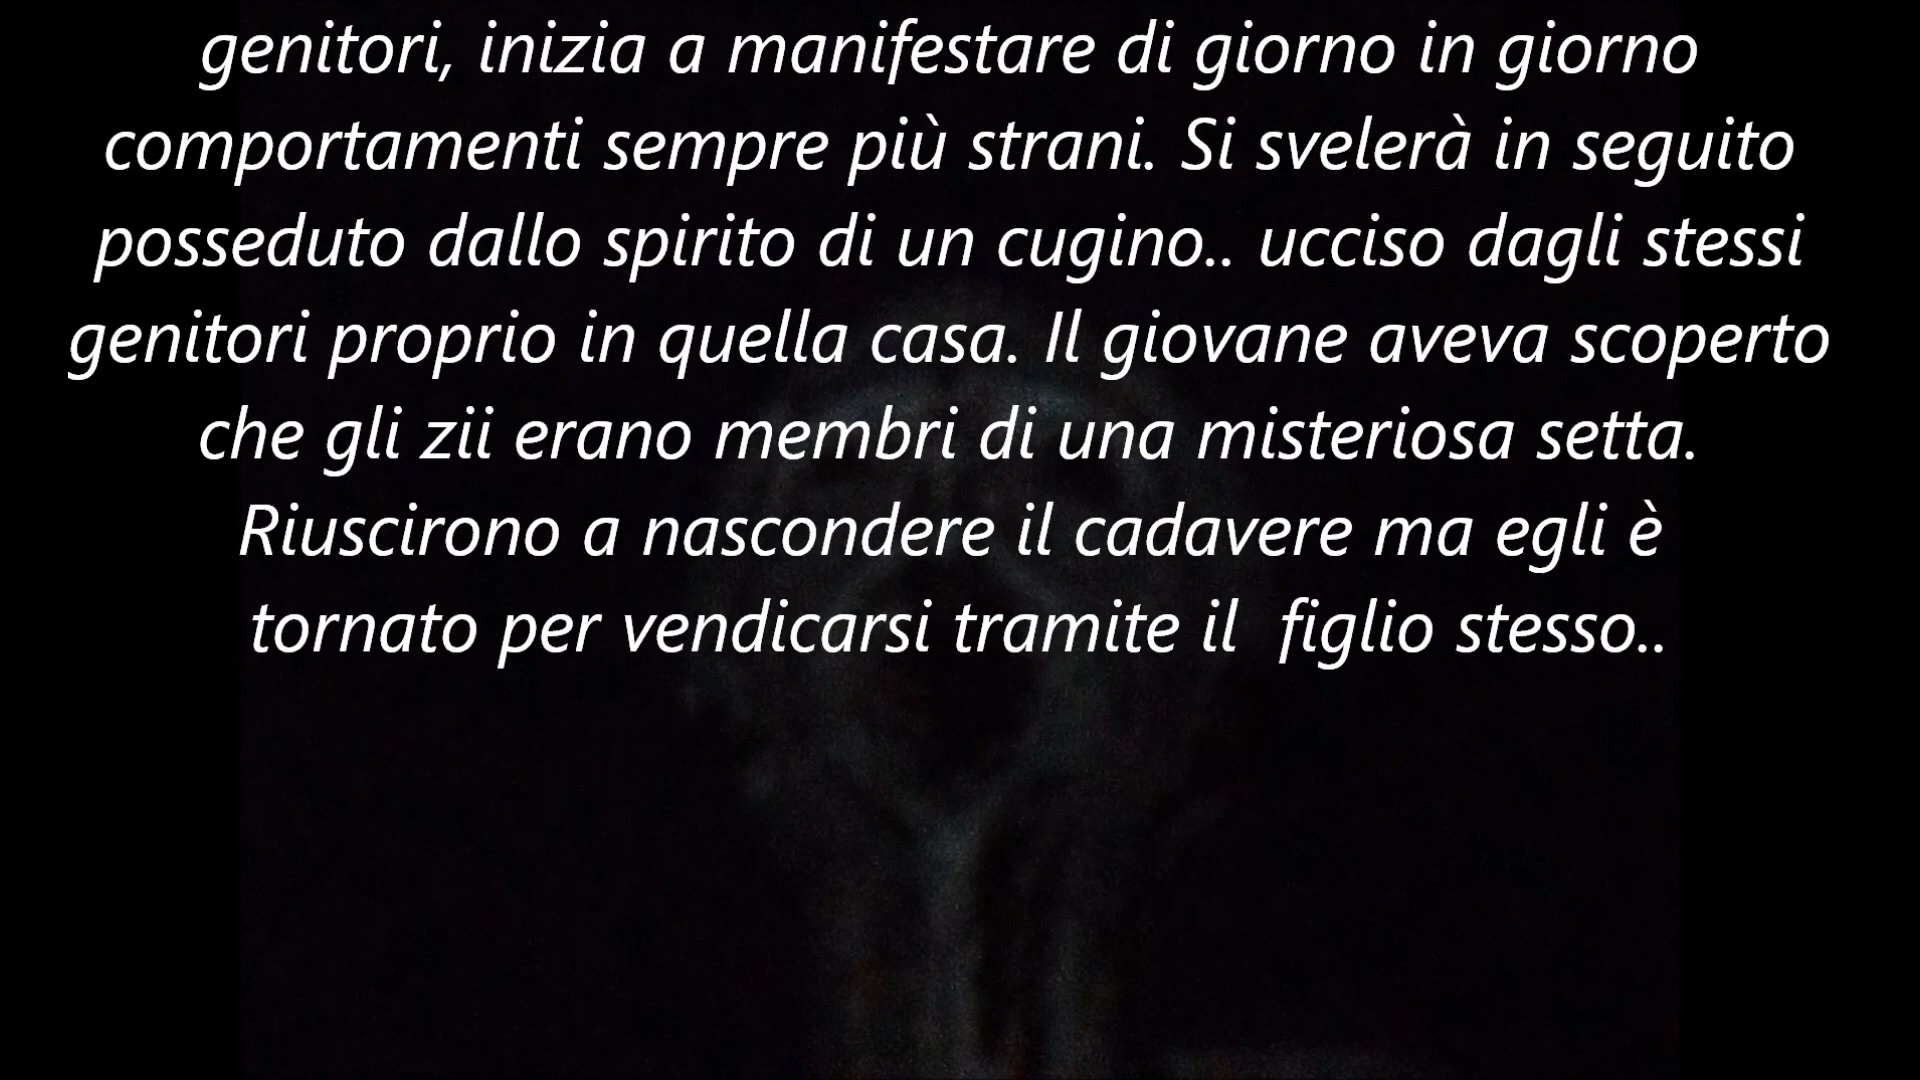 genitori, inizia a manifestare di giorno in giorno
comportamenti sempre più strani. Si svelerà in seguito
posseduto dallo spirito di un cugino.. ucciso dagli stessi
genitori proprio in quella casa. Il giovane aveva scoperto
che gli zii erano membri di una misteriosa setta.
Riuscirono a nascondere il cadavere ma egli è
tornato per vendicarsi tramite il  figlio stesso..